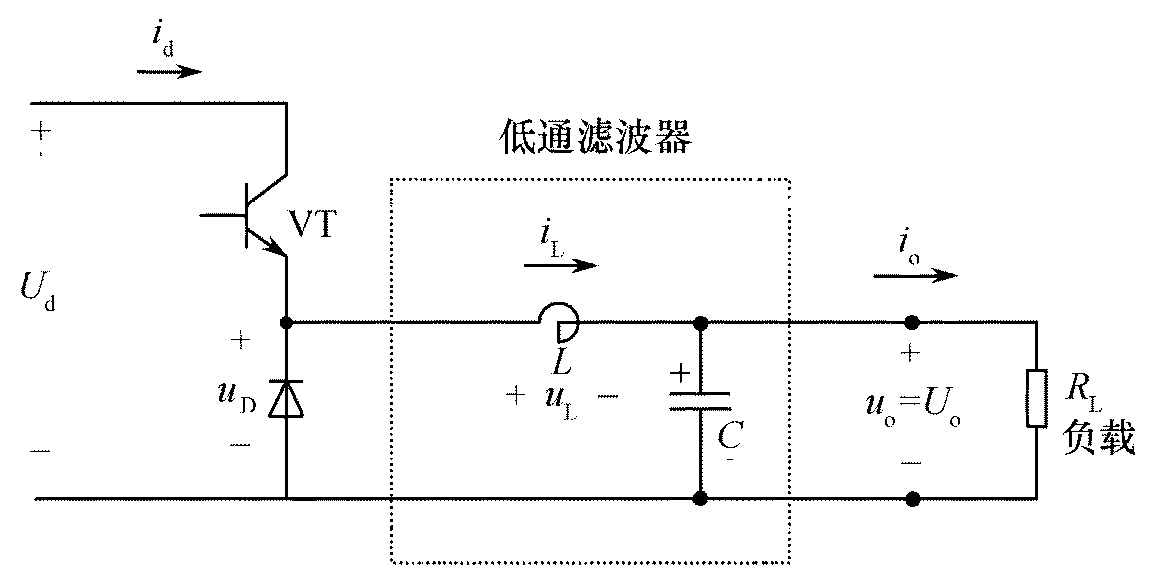 i_d
+
低通滤波器
VT
i_L
i_o
U_d
+
L
+
+
u_D
+ u_L −
u_o=U_o
R_L
C
负载
−
−
−